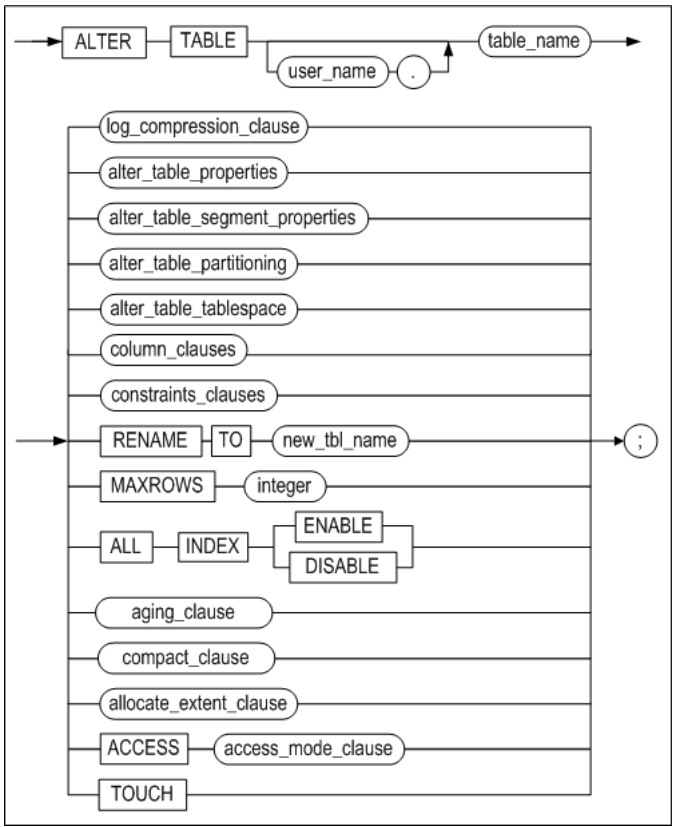 ALTER TABLE table_name
user_name .
log_compression_clause
alter_table_properties
alter_table_segment_properties
alter_table_partitioning
alter_table_tablespace
column_clauses
constraints_clauses
RENAME TO new_tbl_name ;
MAXROWS integer
ENABLE
ALL INDEX
DISABLE
aging_clause
compact_clause
allocate_extent_clause
ACCESS access_mode_clause
TOUCH